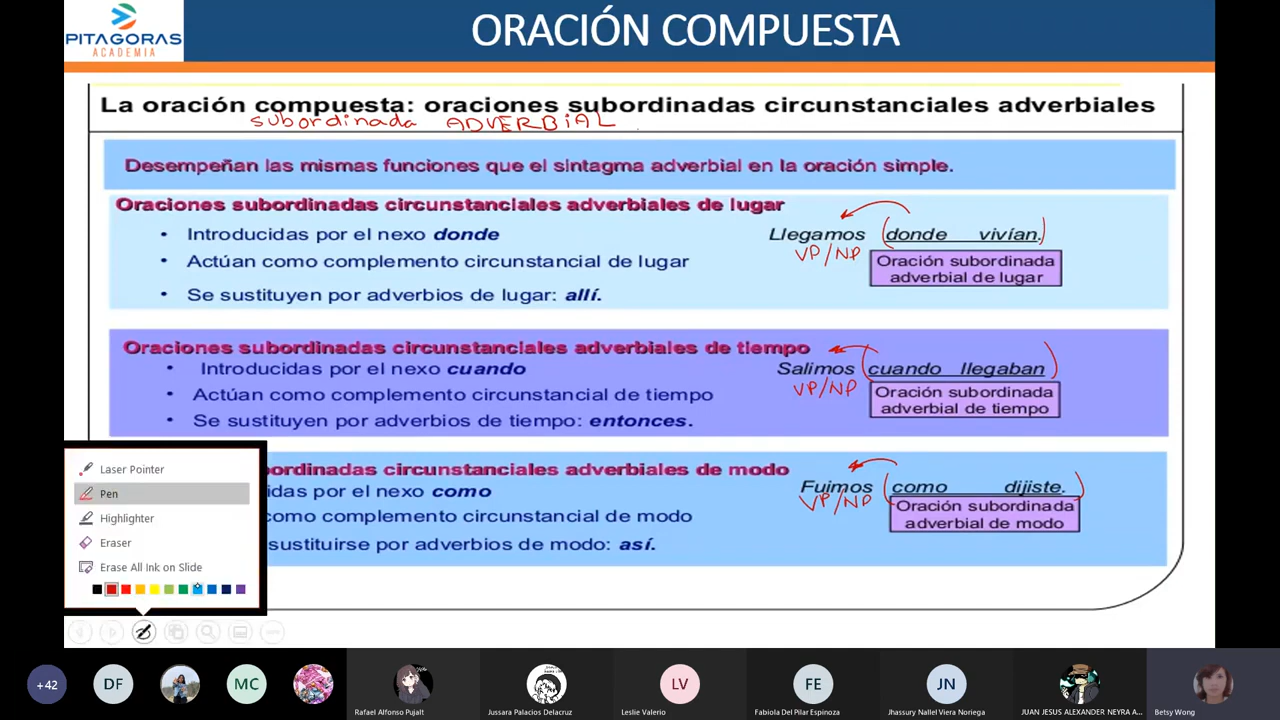 PITAGORAS
ACADEMIA
ORACIÓN COMPUESTA
La oración compuesta: oraciones subordinadas circunstanciales adverbiales
subordinada ADVERBIAL
Desempeñan las mismas funciones que el sintagma adverbial en la oración simple.
Oraciones subordinadas circunstanciales adverbiales de lugar
• Introducidas por el nexo donde
Llegamos (donde vivían.)
VP/NP
• Actúan como complemento circunstancial de lugar
Oración subordinada
adverbial de lugar
• Se sustituyen por adverbios de lugar: allí.
Oraciones subordinadas circunstanciales adverbiales de tiempo
• Introducidas por el nexo cuando
Salimos (cuando llegaban)
VP/NP
• Actúan como complemento circunstancial de tiempo
Oración subordinada
adverbial de tiempo
• Se sustituyen por adverbios de tiempo: entonces.
bordinadas circunstanciales adverbiales de modo
idas por el nexo como
Fuimos (como dijiste.)
VP/NP
como complemento circunstancial de modo
Oración subordinada
adverbial de modo
sustituirse por adverbios de modo: así.
Laser Pointer
Pen
Highlighter
Eraser
Erase All Ink on Slide
+42 DF MC LV FE JN
Rafael Alfonso Pujalt Jussara Palacios Delacruz Leslie Valerio Fabiola Del Pilar Espinoza Jhassury Nallel Viera Noriega JUAN JESUS ALEXANDER NEYRA A... Betsy Wong